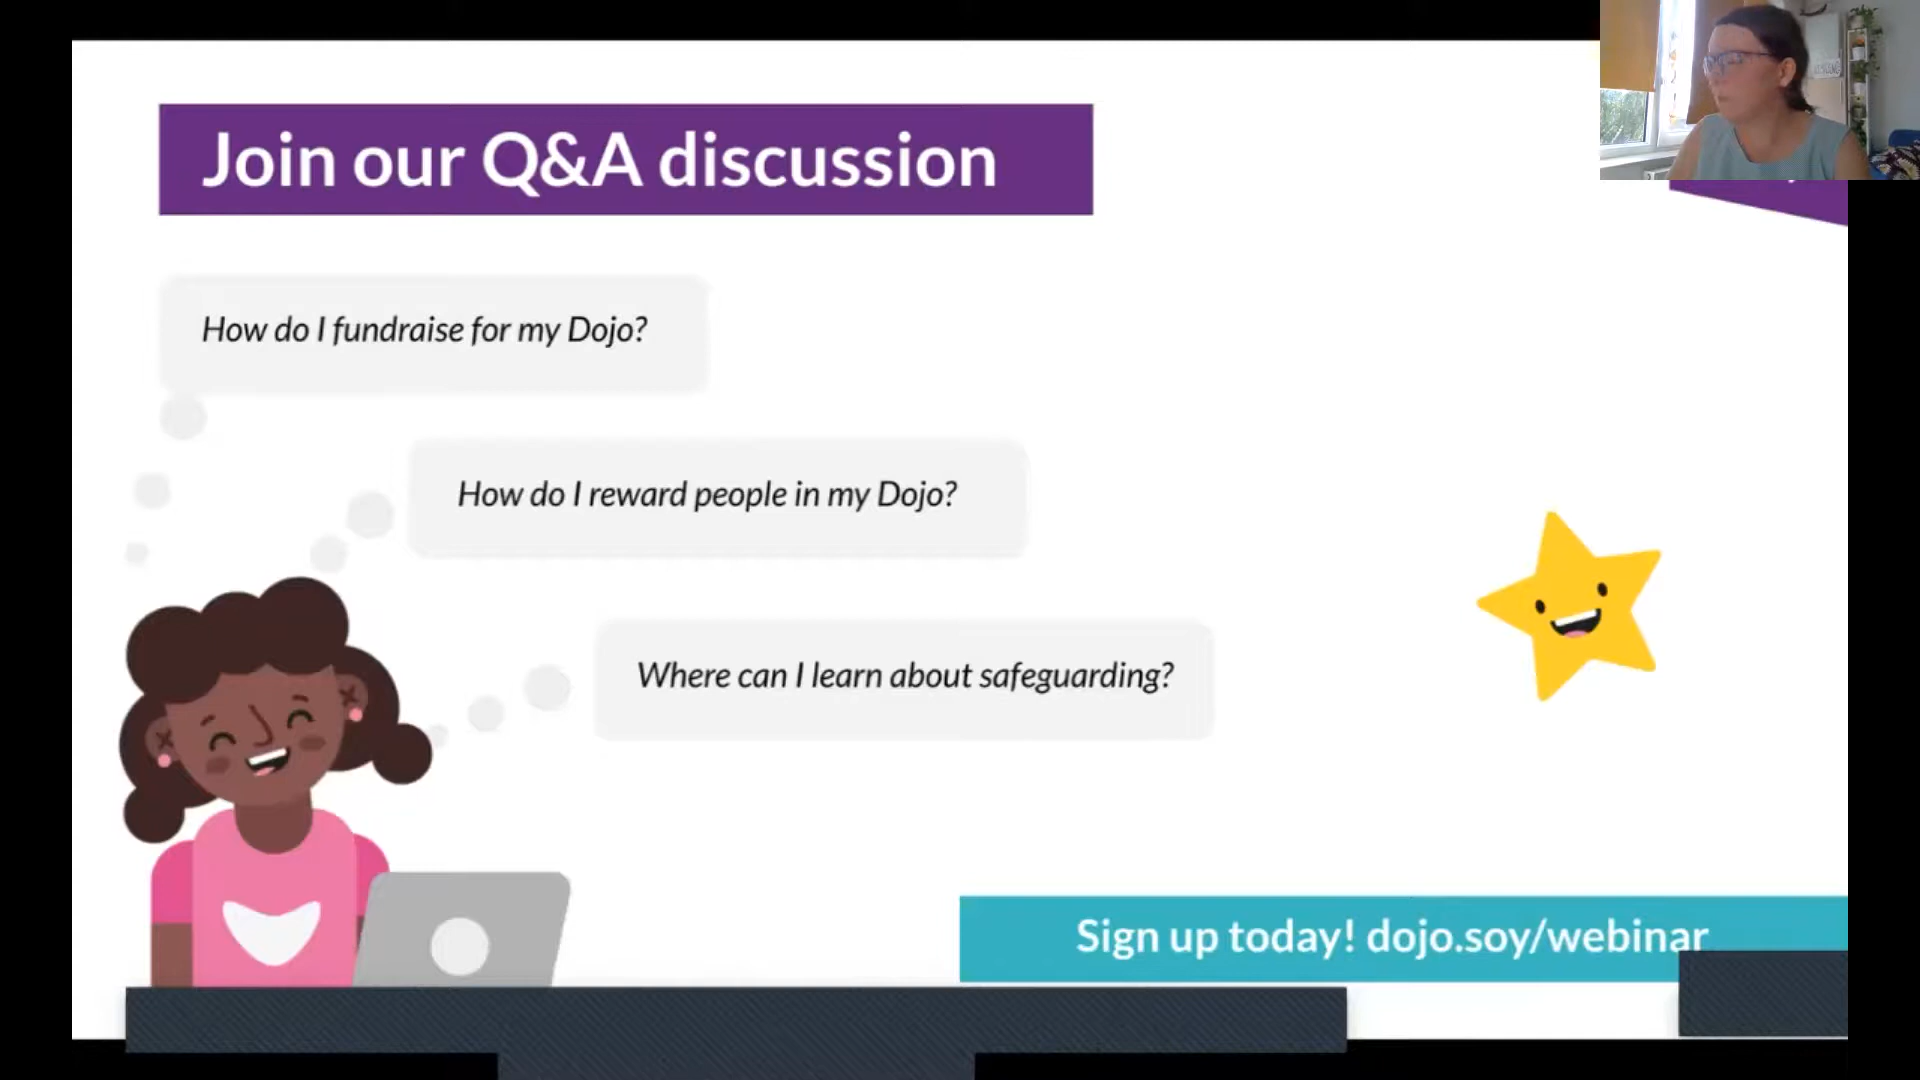 Join our Q&A discussion
How do I fundraise for my Dojo?
How do I reward people in my Dojo?
Where can I learn about safeguarding?
Sign up today! dojo.soy/webinar